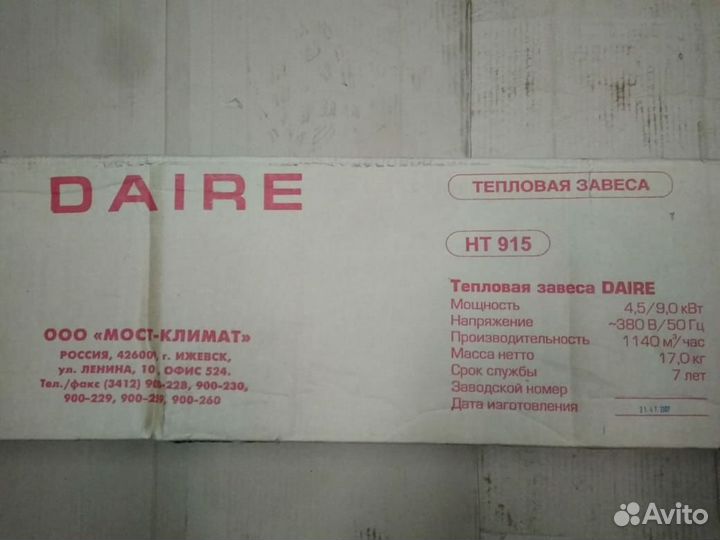 DAIRE
ТЕПЛОВАЯ ЗАВЕСА
НТ 915
Тепловая завеса DAIRE
Мощность 4,5/9,0 кВт
Напряжение ~380 В/50 Гц
Производительность 1140 м³/час
Масса нетто 17,0 кг
Срок службы 7 лет
Заводской номер
Дата изготовления
ООО «МОСТ-КЛИМАТ»
РОССИЯ, 42600, г. ИЖЕВСК,
ул. ЛЕНИНА, 10, ОФИС 524.
Тел./факс (3412) 900-228, 900-230,
900-229, 900-260
Avito